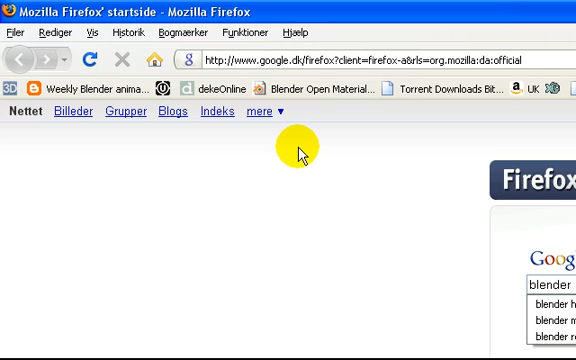 Mozilla Firefox' startside - Mozilla Firefox
Filer Rediger Vis Historik Bogmærker Funktioner Hjælp
http://www.google.dk/firefox?client=firefox-a&rls=org.mozilla:da:official
3D Weekly Blender anima... dekeOnline Blender Open Material... Torrent Downloads Bit... UK
Nettet Billeder Grupper Blogs Indeks mere ▼
Firefox
Goog
blender
blender h
blender m
blender re